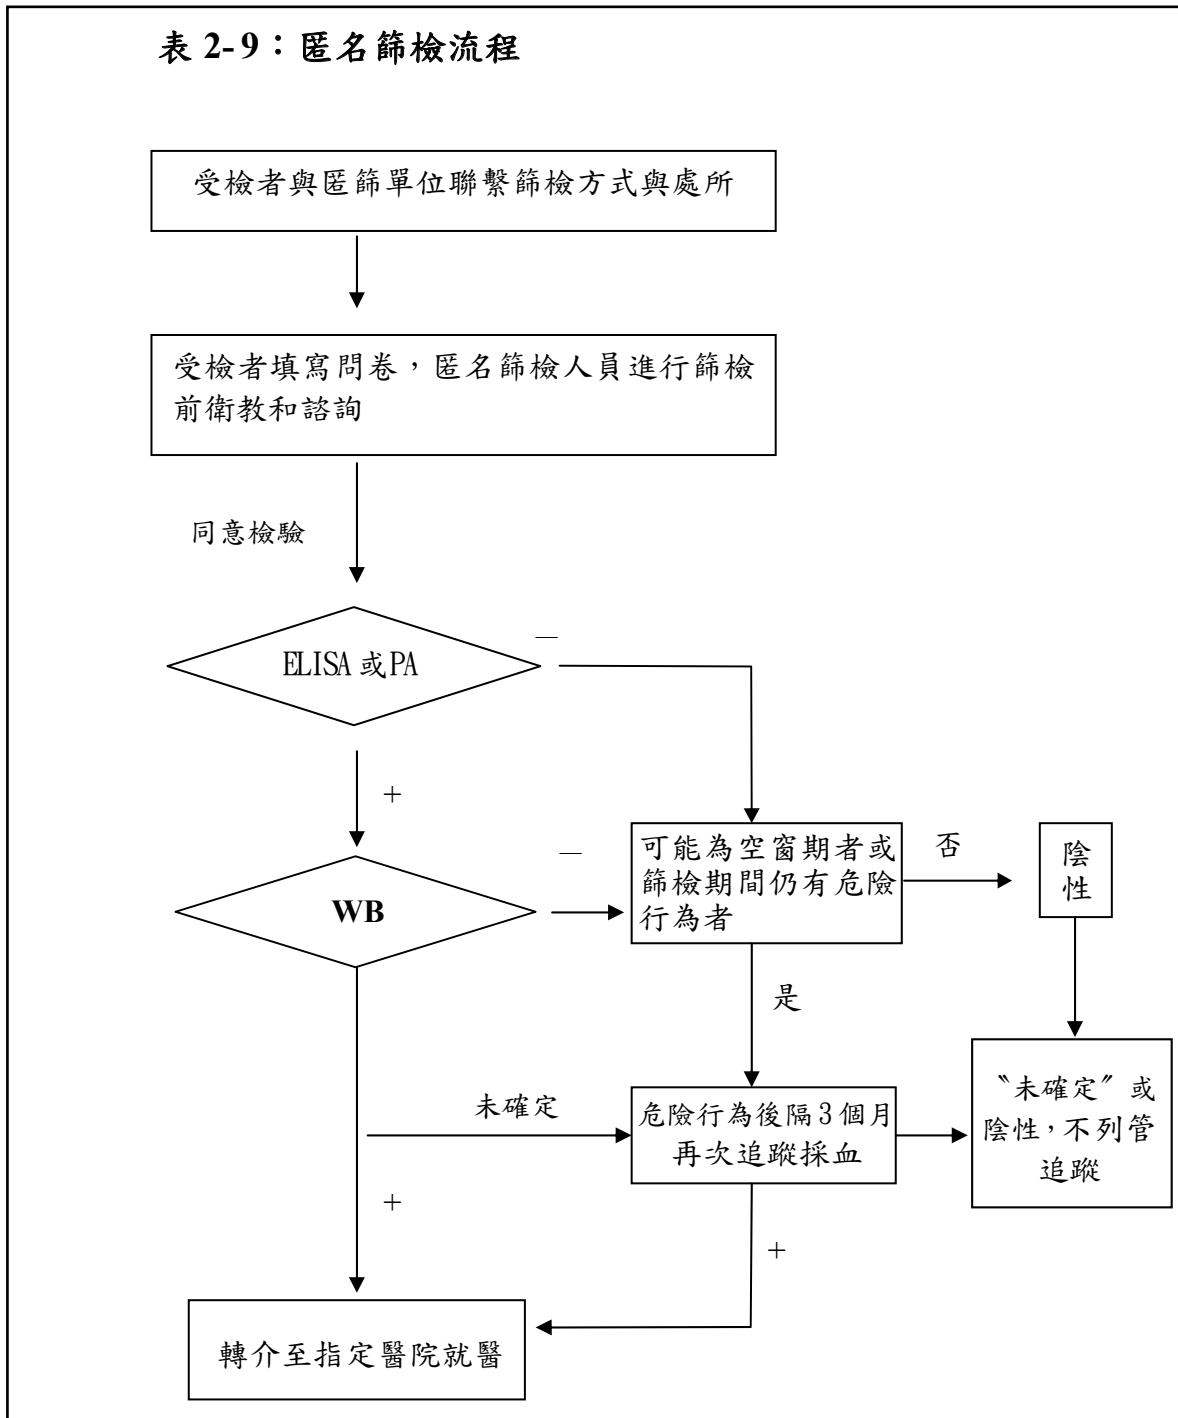 表 2-9：匿名篩檢流程
受檢者與匿篩單位聯繫篩檢方式與處所
受檢者填寫問卷，匿名篩檢人員進行篩檢
前衛教和諮詢
同意檢驗
ELISA 或PA
—
+
WB
—
可能為空窗期者或
篩檢期間仍有危險
行為者
否
陰
性
是
未確定
危險行為後隔3個月
再次追蹤採血
〝未確定〞或
陰性，不列管
追蹤
+
+
轉介至指定醫院就醫